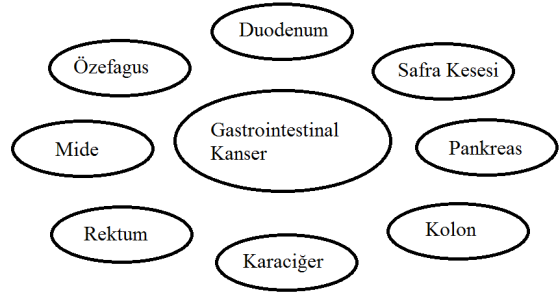 Duodenum
Özefagus
Safra Kesesi
Gastrointestinal
Kanser
Mide
Pankreas
Rektum
Kolon
Karaciğer